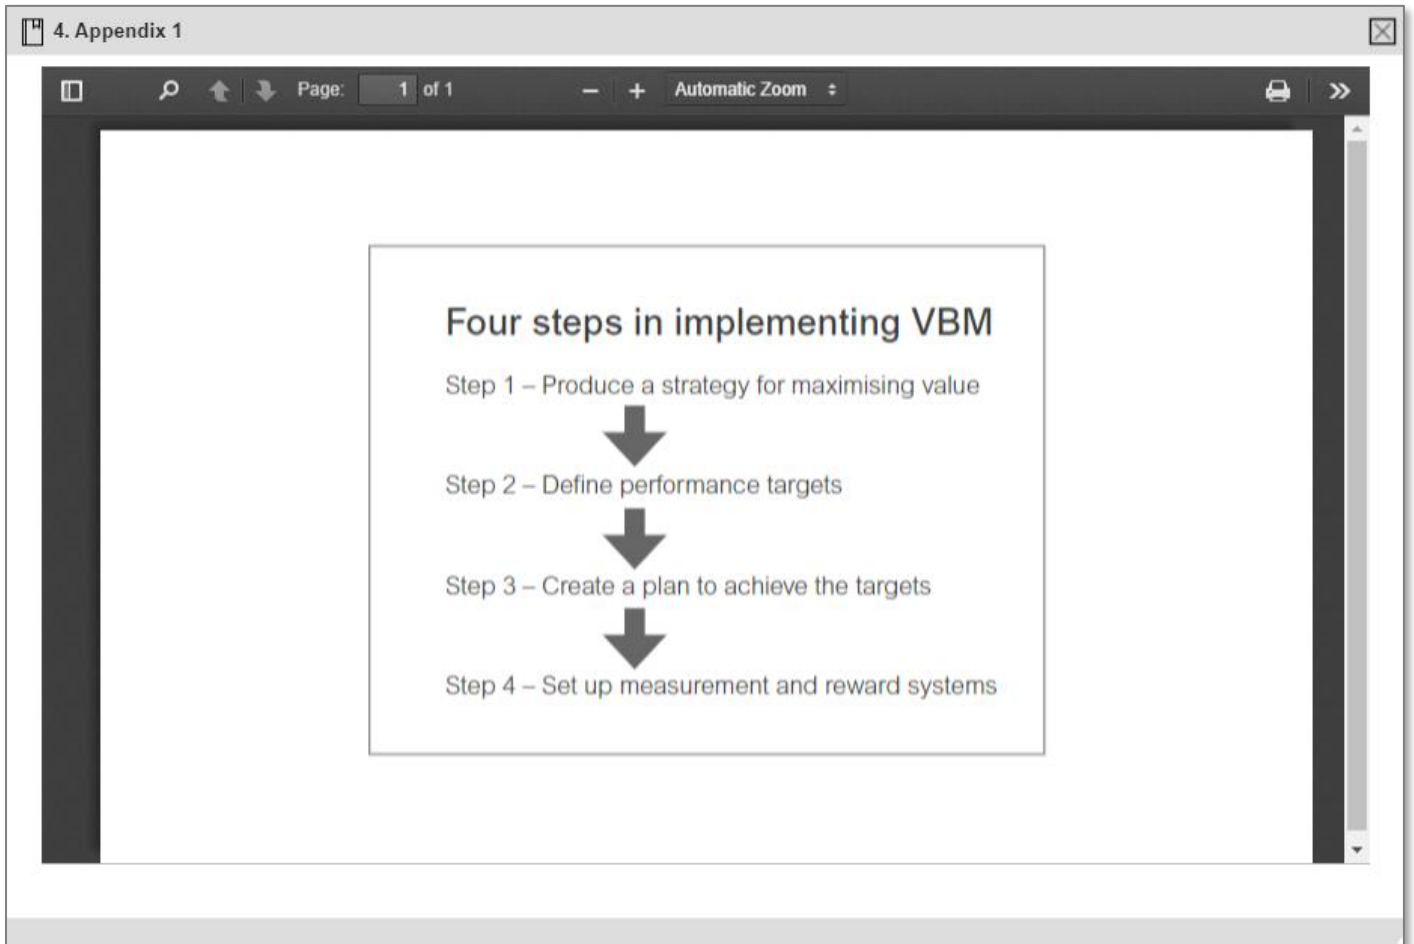 4. Appendix 1
Page: 1 of 1 Automatic Zoom
Four steps in implementing VBM
Step 1 – Produce a strategy for maximising value
Step 2 – Define performance targets
Step 3 – Create a plan to achieve the targets
Step 4 – Set up measurement and reward systems